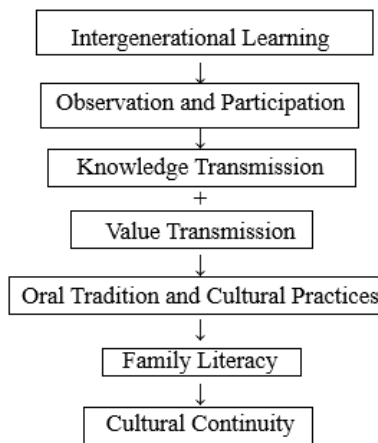 Intergenerational Learning
↓
Observation and Participation
↓
Knowledge Transmission
+
Value Transmission
↓
Oral Tradition and Cultural Practices
↓
Family Literacy
↓
Cultural Continuity